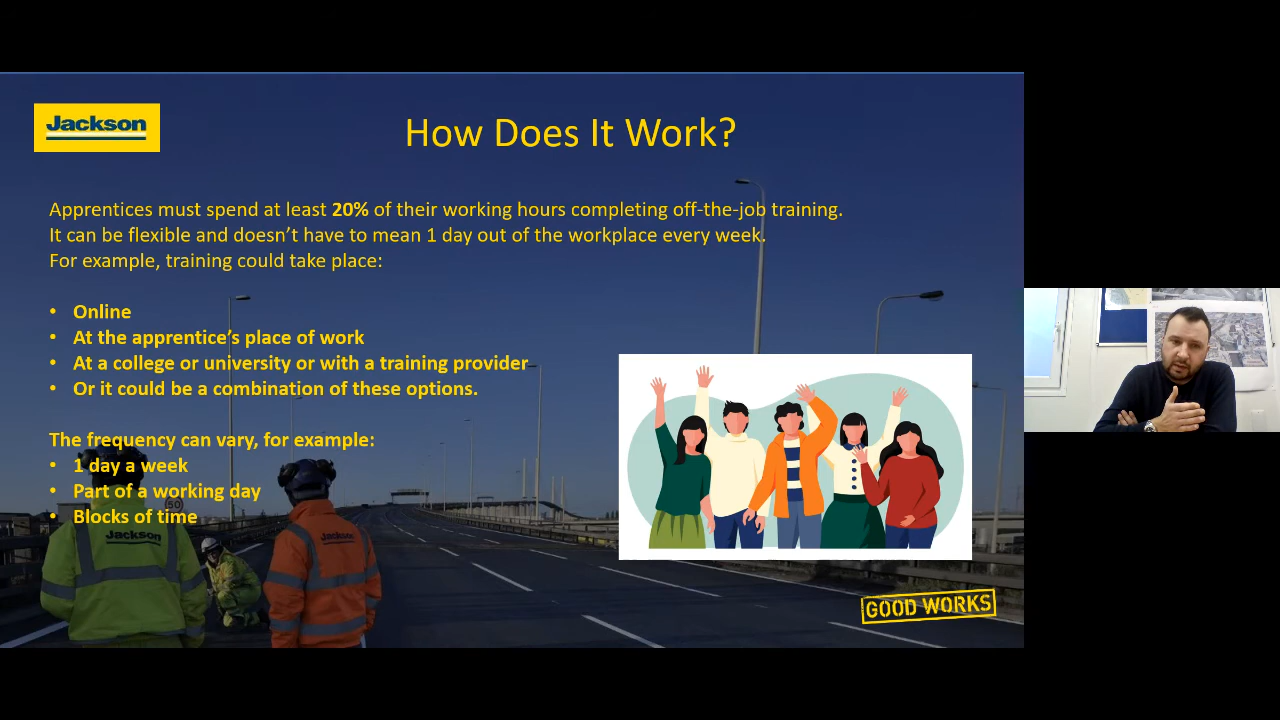 Jackson
How Does It Work?
Apprentices must spend at least 20% of their working hours completing off-the-job training.
It can be flexible and doesn't have to mean 1 day out of the workplace every week.
For example, training could take place:
• Online
• At the apprentice's place of work
• At a college or university or with a training provider
• Or it could be a combination of these options.
The frequency can vary, for example:
• 1 day a week
• Part of a working day
• Blocks of time
50
Jackson
Jackson
GOOD WORKS